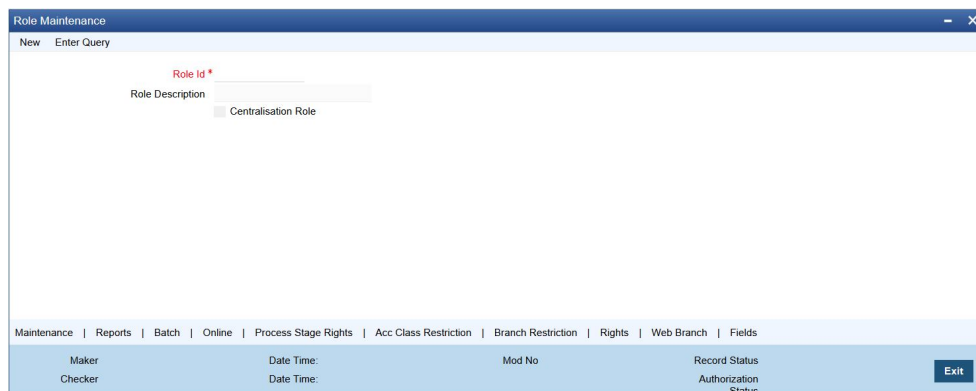 Role Maintenance
New Enter Query
Role Id *
Role Description
Centralisation Role
Maintenance | Reports | Batch | Online | Process Stage Rights | Acc Class Restriction | Branch Restriction | Rights | Web Branch | Fields
Maker Date Time: Mod No Record Status
Checker Date Time: Authorization
Status
Exit